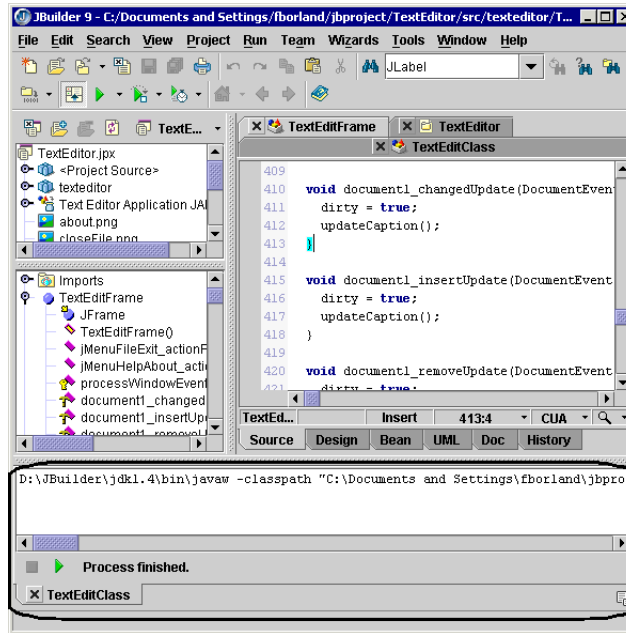 JBuilder 9 - C:/Documents and Settings/fborland/jbproject/TextEditor/src/texteditor/T...
File Edit Search View Project Run Team Wizards Tools Window Help
JLabel
TextE...
TextEditFrame TextEditor
TextEditClass
TextEditor.jpx
<Project Source>
texteditor
Text Editor Application JAI
about.png
closeFile.png
409
410 void document1_changedUpdate(DocumentEven
411 dirty = true;
412 updateCaption();
413 }
414
415 void document1_insertUpdate(DocumentEvent
416 dirty = true;
417 updateCaption();
418 }
419
420 void document1_removeUpdate(DocumentEvent
421 dirty = true;
Imports
TextEditFrame
JFrame
TextEditFrame()
jMenuFileExit_actionF
jMenuHelpAbout_actio
processWindowEvent
document1_changed
document1_insertUpd
document1_removeU
TextEd... Insert 413:4 CUA
Source Design Bean UML Doc History
D:\JBuilder\jdk1.4\bin\javaw -classpath "C:\Documents and Settings\fborland\jbpro
Process finished.
TextEditClass